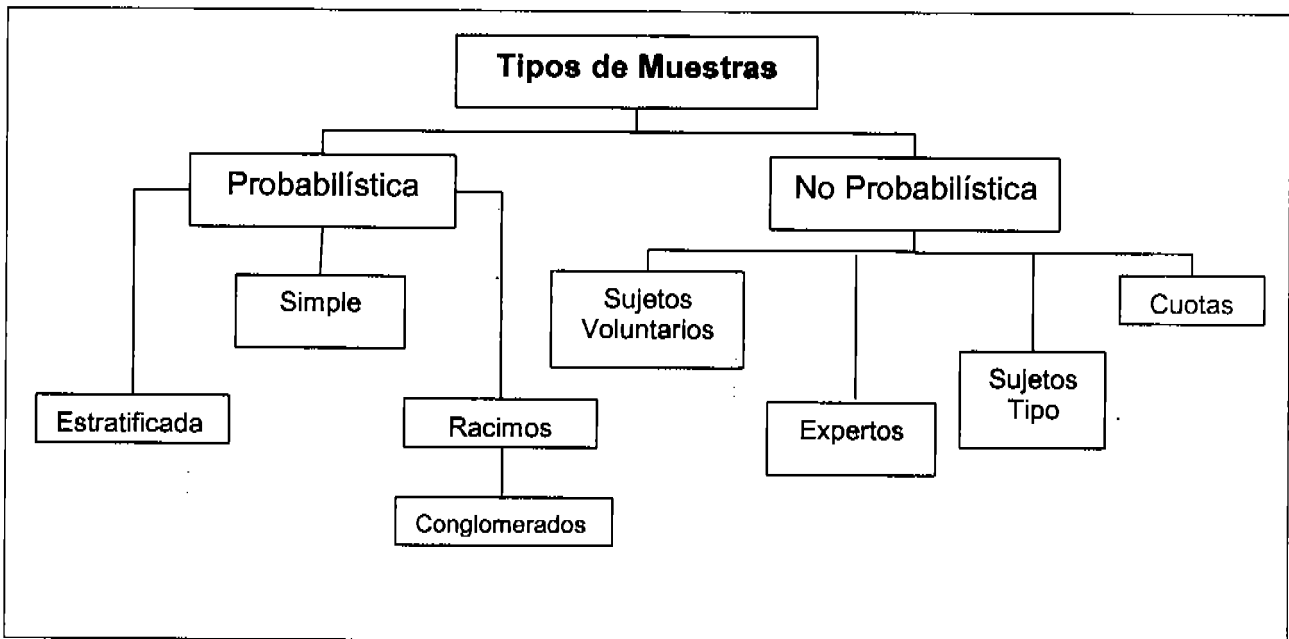 Tipos de Muestras
Probabilística
No Probabilística
Simple
Sujetos
Voluntarios
Cuotas
Estratificada
Racimos
Expertos
Sujetos
Tipo
Conglomerados